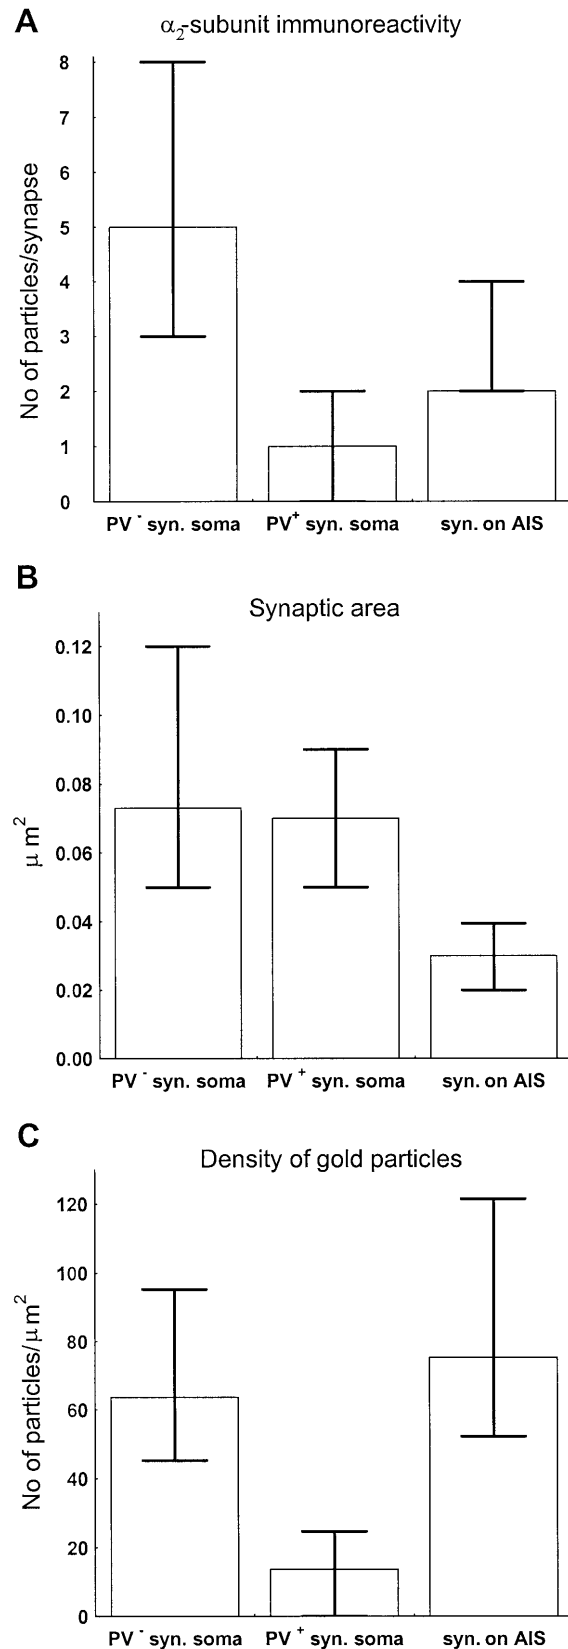 A
α₂-subunit immunoreactivity
8
7
6
5
4
3
2
1
0
No of particles/synapse
PV⁻ syn. soma PV⁺ syn. soma syn. on AIS
B
Synaptic area
0.12
0.10
0.08
0.06
0.04
0.02
0.00
μm²
PV⁻ syn. soma PV⁺ syn. soma syn. on AIS
C
Density of gold particles
120
100
80
60
40
20
0
No of particles/μm²
PV⁻ syn. soma PV⁺ syn. soma syn. on AIS